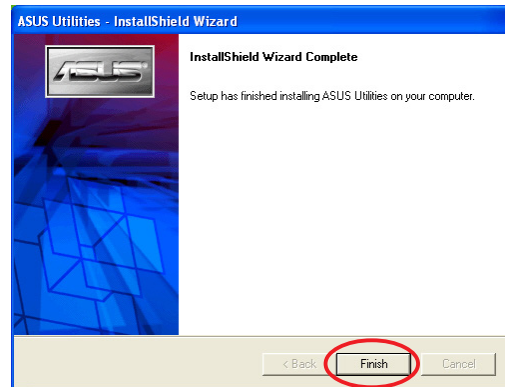 ASUS Utilities - InstallShield Wizard
ASUS
InstallShield Wizard Complete
Setup has finished installing ASUS Utilities on your computer.
< Back
Finish
Cancel